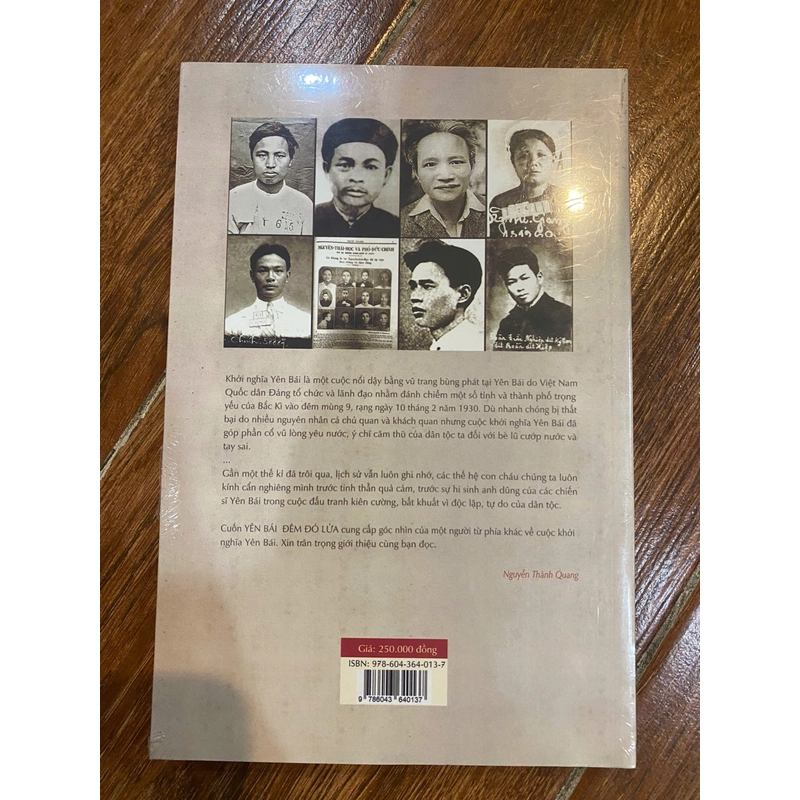 NGUYỄN-THÁI-HỌC VÀ PHÓ-ĐỨC-CHÍNH
Khởi nghĩa Yên Bái là một cuộc nổi dậy bằng vũ trang bùng phát tại Yên Bái do Việt Nam
Quốc dân Đảng tổ chức và lãnh đạo nhằm đánh chiếm một số tỉnh và thành phố trọng
yếu của Bắc Kì vào đêm mùng 9, rạng ngày 10 tháng 2 năm 1930. Dù nhanh chóng bị thất
bại do nhiều nguyên nhân cả chủ quan và khách quan nhưng cuộc khởi nghĩa Yên Bái đã
góp phần cổ vũ lòng yêu nước, ý chí căm thù của dân tộc ta đối với bè lũ cướp nước và
tay sai.
...
Gần một thế kỉ đã trôi qua, lịch sử vẫn luôn ghi nhớ, các thế hệ con cháu chúng ta luôn
kính cẩn nghiêng mình trước tinh thần quả cảm, trước sự hi sinh anh dũng của các chiến
sĩ Yên Bái trong cuộc đấu tranh kiên cường, bất khuất vì độc lập, tự do của dân tộc.
Cuốn YÊN BÁI ĐÊM ĐỎ LỬA cung cấp góc nhìn của một người từ phía khác về cuộc khởi
nghĩa Yên Bái. Xin trân trọng giới thiệu cùng bạn đọc.
Nguyễn Thành Quang
Giá: 250.000 đồng
ISBN: 978-604-364-013-7
9 786043 640137